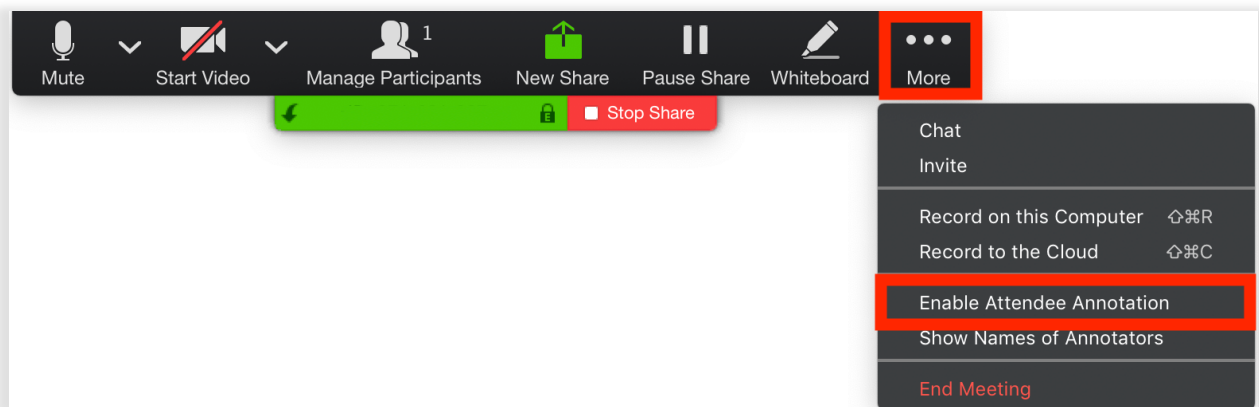 1
Mute Start Video Manage Participants New Share Pause Share Whiteboard More
Stop Share
Chat
Invite
Record on this Computer ⇧⌘R
Record to the Cloud ⇧⌘C
Enable Attendee Annotation
Show Names of Annotators
End Meeting